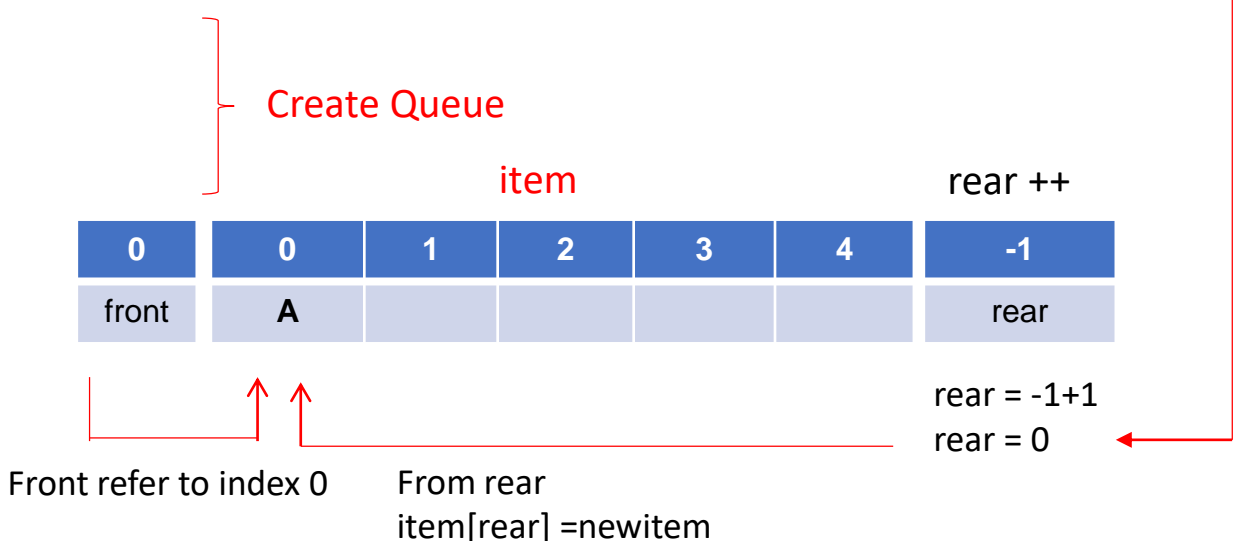 Create Queue
item
rear ++
0 0 1 2 3 4 -1
front A rear
rear = -1+1
rear = 0
Front refer to index 0
From rear
item[rear] =newitem